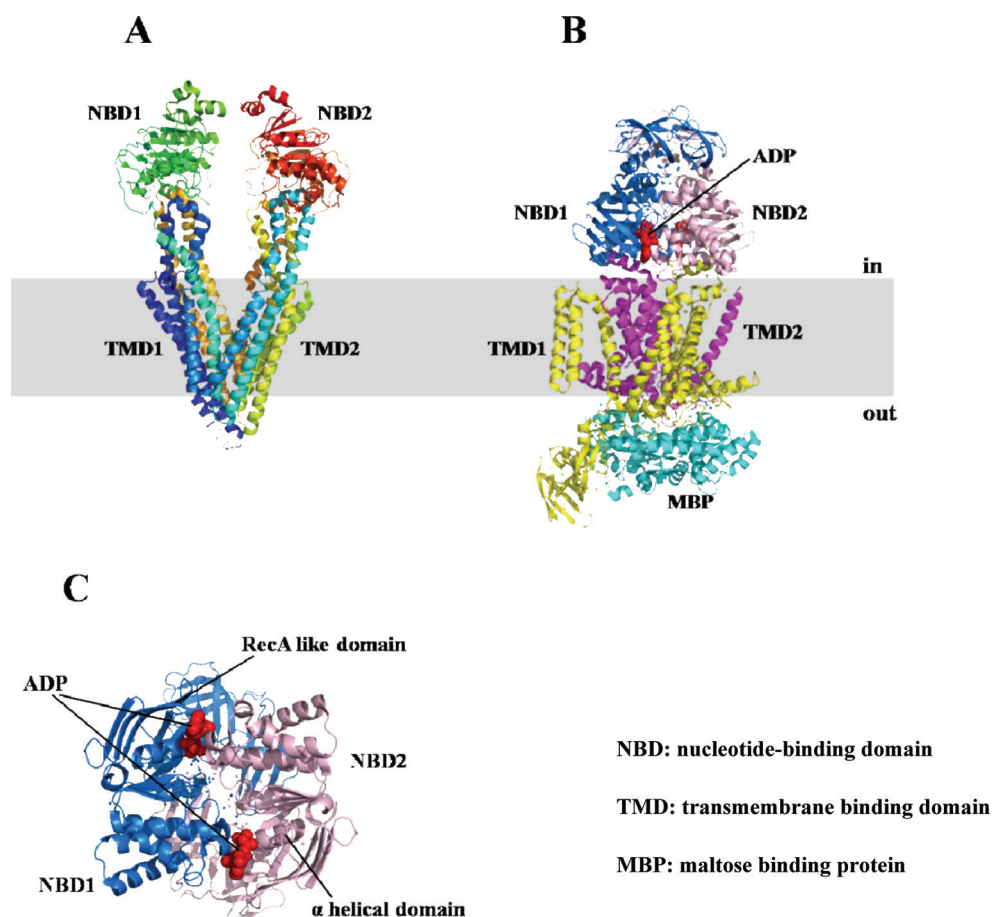 A
B
NBD1
NBD2
TMD1
TMD2
ADP
NBD1
NBD2
in
TMD1
TMD2
out
MBP
C
RecA like domain
ADP
NBD2
NBD1
α helical domain
NBD: nucleotide-binding domain
TMD: transmembrane binding domain
MBP: maltose binding protein